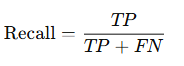 Recall = TP / TP + FN